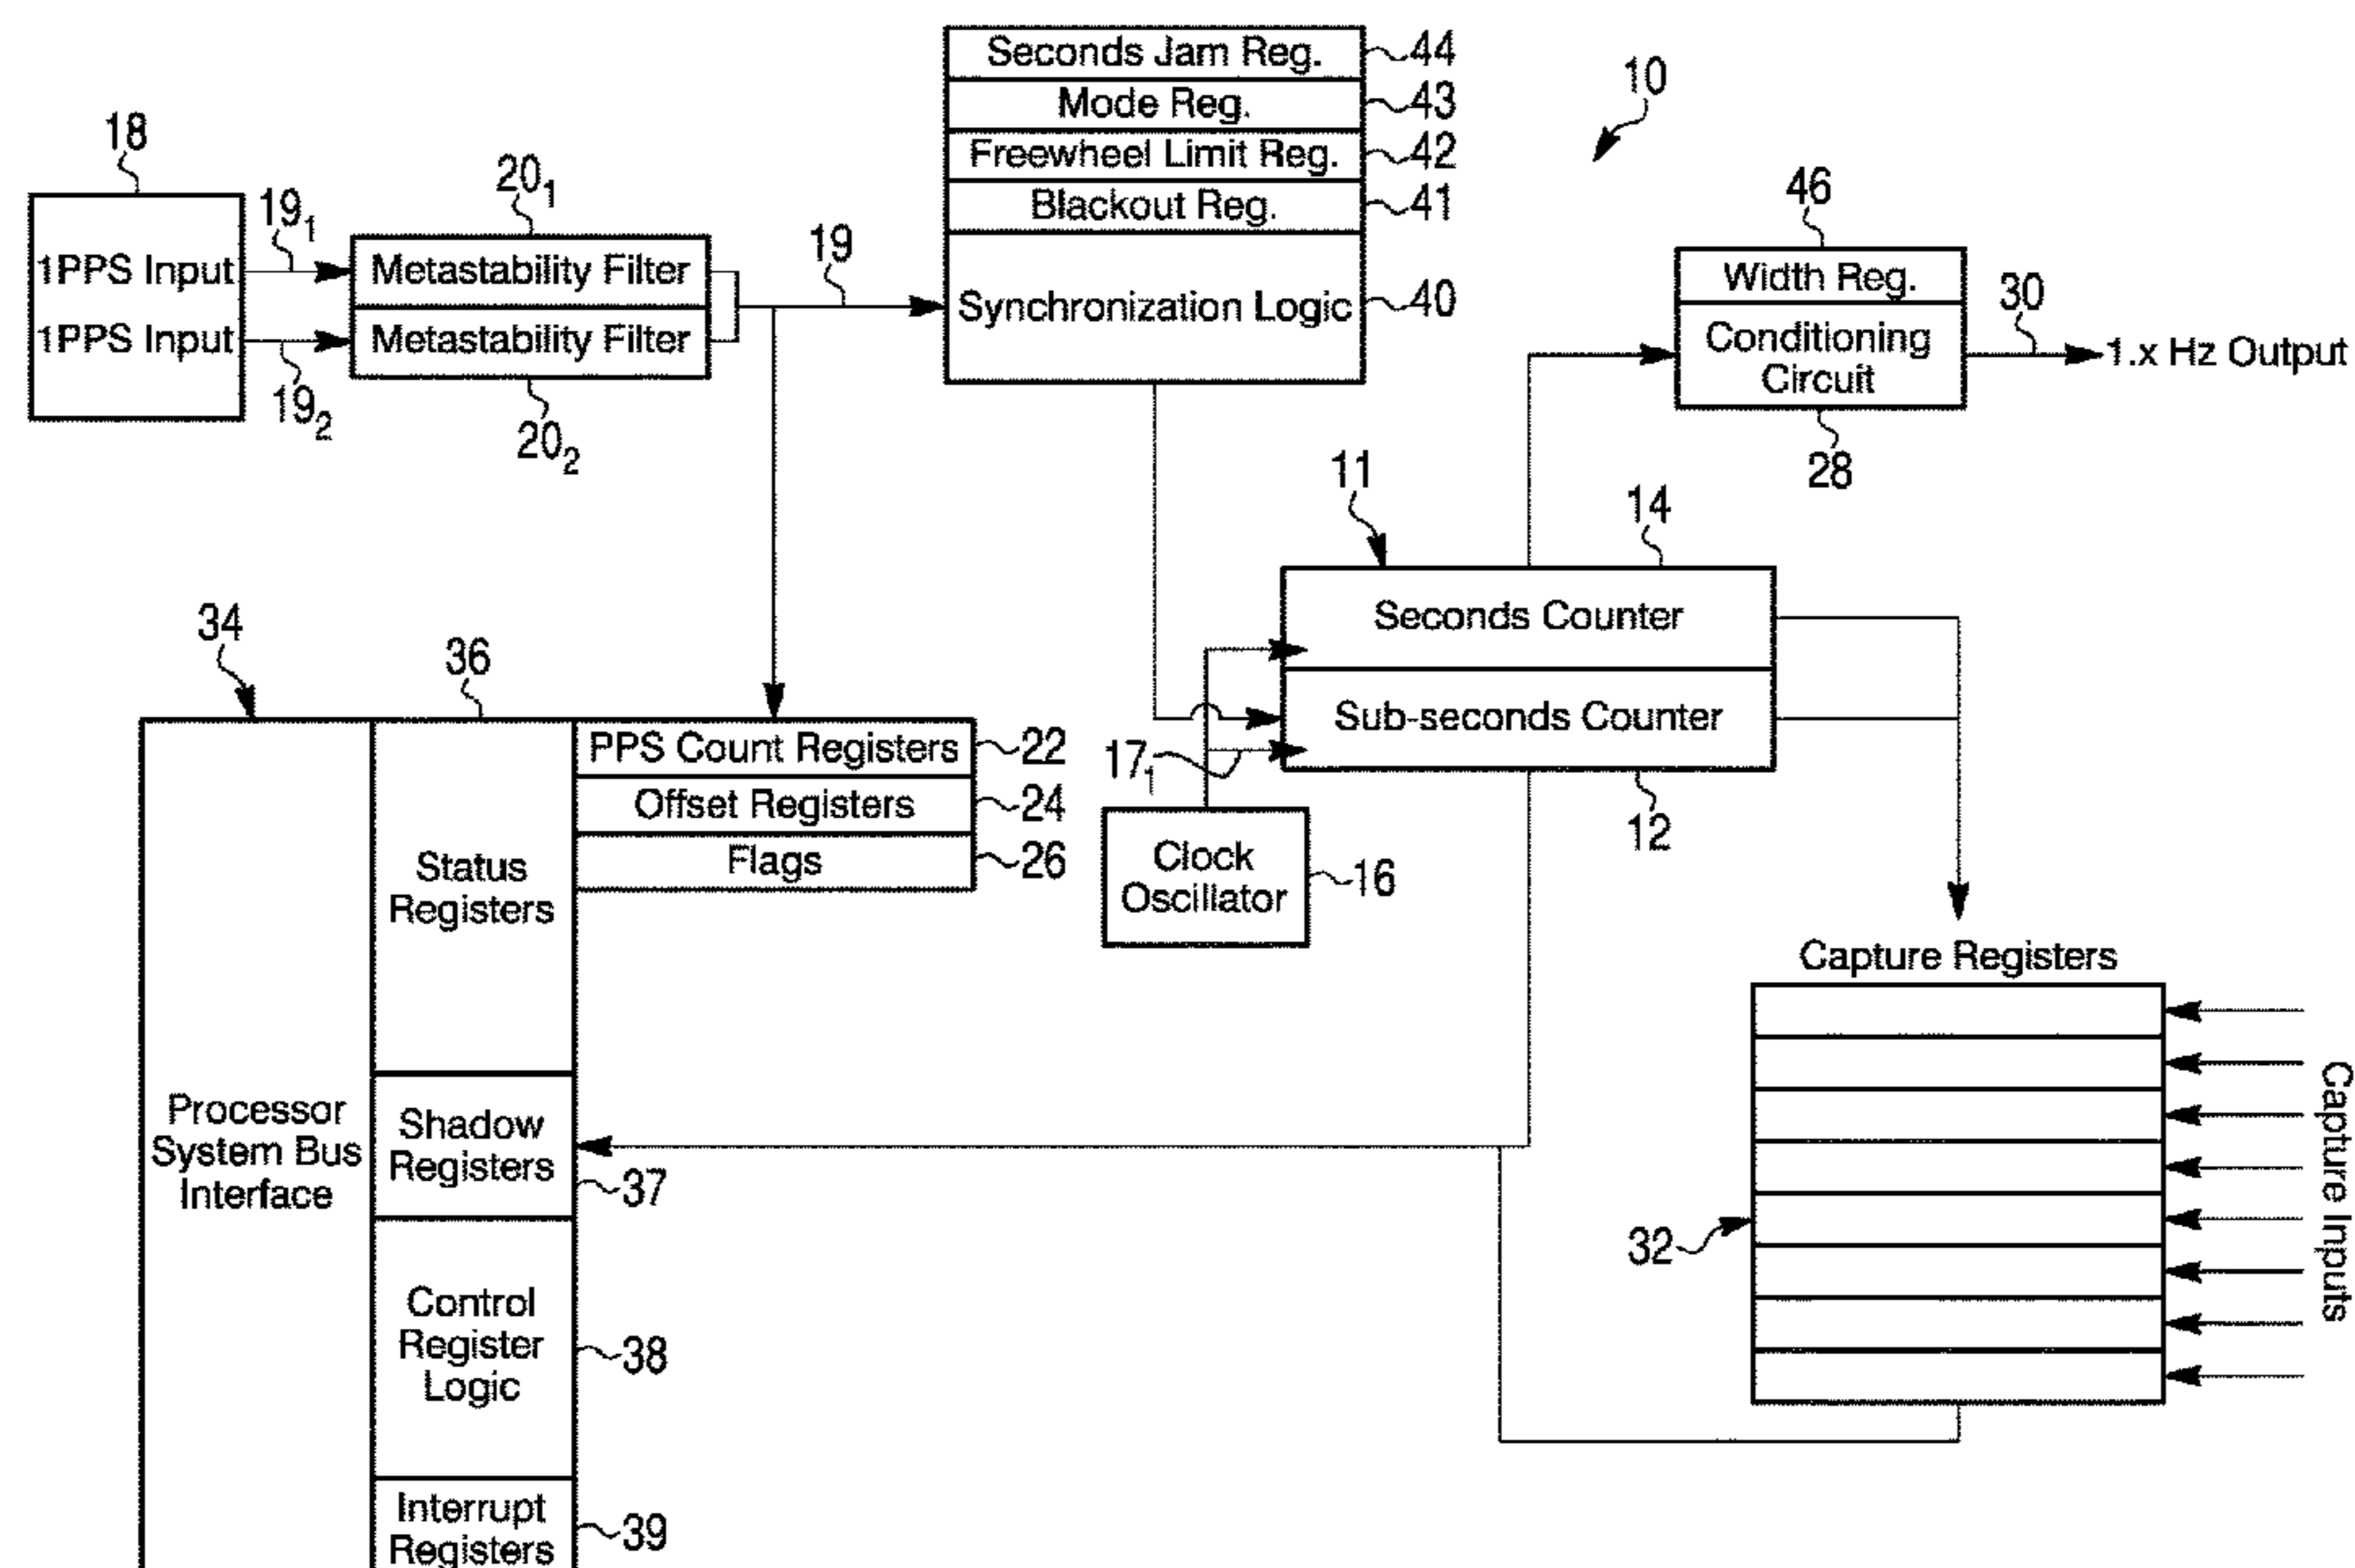 Seconds Jam Reg.
44
Mode Reg.
43
Freewheel Limit Reg.
42
Blackout Reg.
41
Synchronization Logic
40
10
18
1PPS Input
1PPS Input
19₁
19₂
20₁
Metastability Filter
Metastability Filter
20₂
19
46
Width Reg.
Conditioning
Circuit
28
30
1.x Hz Output
11
14
Seconds Counter
Sub-seconds Counter
12
17₁
Clock
Oscillator
16
34
36
PPS Count Registers
22
Offset Registers
24
Flags
26
Status
Registers
Processor
System Bus
Interface
Shadow
Registers
37
Control
Register
Logic
38
Interrupt
Registers
39
Capture Registers
32
Capture Inputs